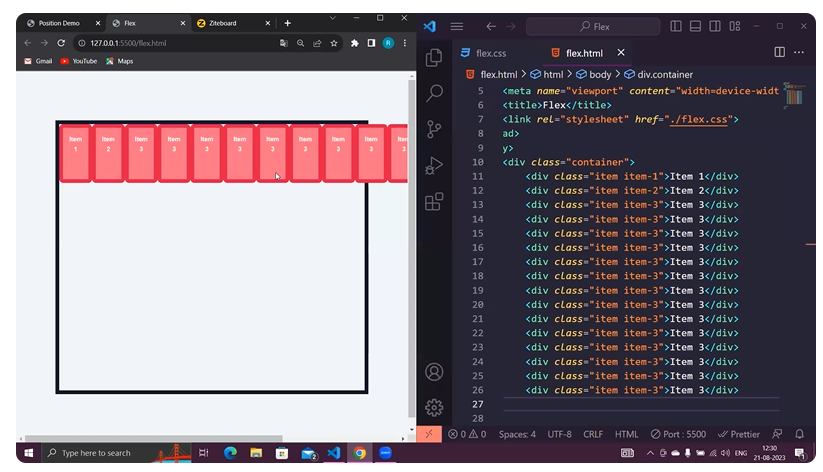 Position Demo
Flex
Ziteboard
127.0.0.1:5500/flex.html
R
Gmail
YouTube
Maps
Item 1
Item 2
Item 3
Item 3
Item 3
Item 3
Item 3
Item 3
Item 3
Item 3
Item 3
Flex
flex.css
flex.html
flex.html > html > body > div.container
5 <meta name="viewport" content="width=device-widt
6 <title>Flex</title>
7 <link rel="stylesheet" href="./flex.css">
8 ad>
9 y>
10 <div class="container">
11 <div class="item item-1">Item 1</div>
12 <div class="item item-2">Item 2</div>
13 <div class="item item-3">Item 3</div>
14 <div class="item item-3">Item 3</div>
15 <div class="item item-3">Item 3</div>
16 <div class="item item-3">Item 3</div>
17 <div class="item item-3">Item 3</div>
18 <div class="item item-3">Item 3</div>
19 <div class="item item-3">Item 3</div>
20 <div class="item item-3">Item 3</div>
21 <div class="item item-3">Item 3</div>
22 <div class="item item-3">Item 3</div>
23 <div class="item item-3">Item 3</div>
24 <div class="item item-3">Item 3</div>
25 <div class="item item-3">Item 3</div>
26 <div class="item item-3">Item 3</div>
27
28
0 0 Spaces: 4 UTF-8 CRLF HTML Port : 5500 Prettier
Type here to search
2
ENG
12:30
21-08-2023
1